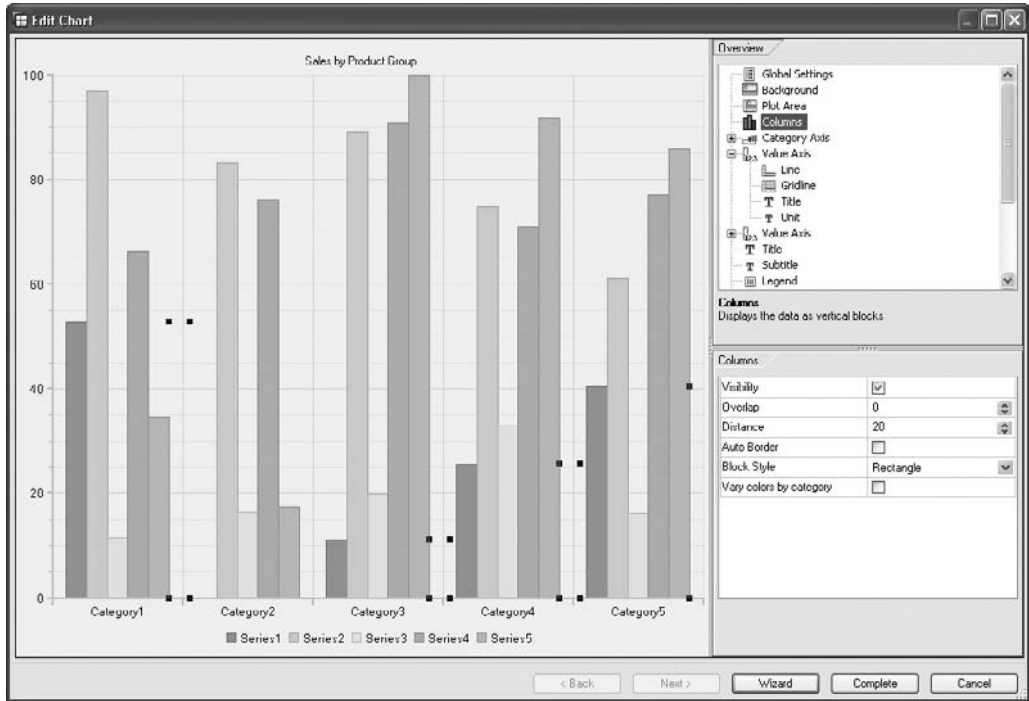 Edit Chart
Sales by Product Group
100
80
60
40
20
0
Category1 Category2 Category3 Category4 Category5
Series1 Series2 Series3 Series4 Series5
Overview
Global Settings
Background
Plot Area
Columns
Category Axis
Value Axis
Line
Gridline
Title
Unit
Value Axis
Title
Subtitle
Legend
Columns
Displays the data as vertical blocks
Columns
Visibility
Overlap 0
Distance 20
Auto Border
Block Style Rectangle
Vary colors by category
< Back Next > Wizard Complete Cancel